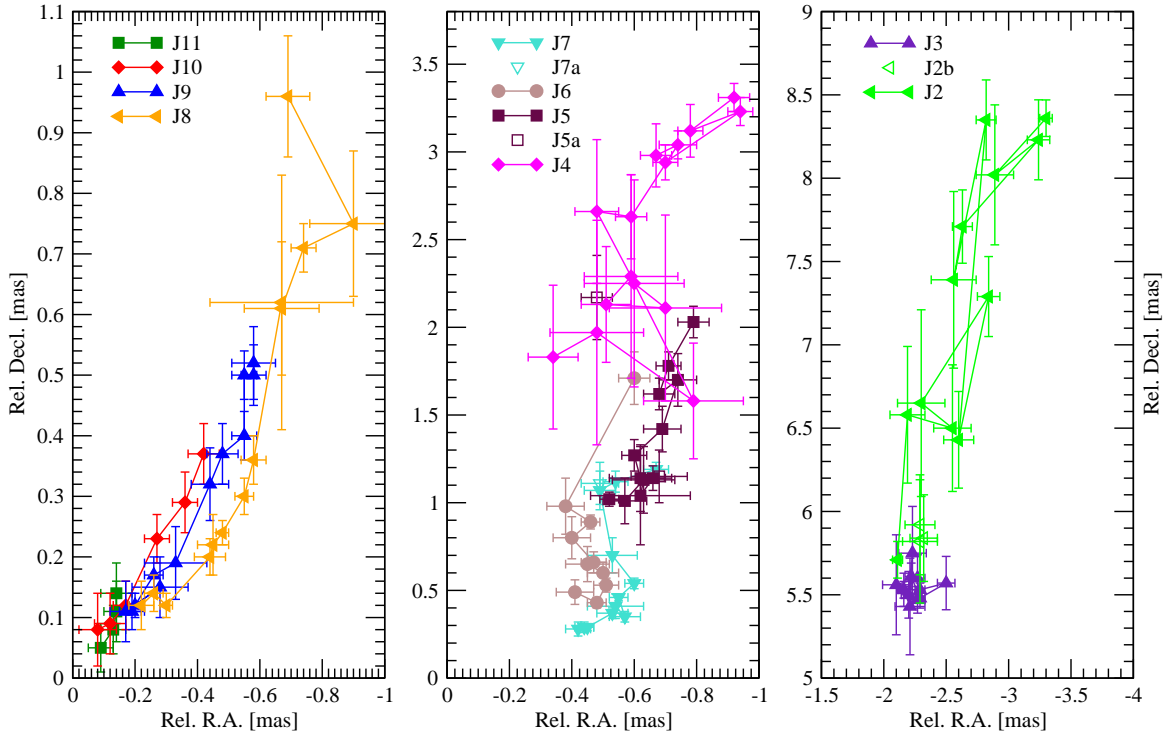 J11
J10
J9
J8
0
0.1
0.2
0.3
0.4
0.5
0.6
0.7
0.8
0.9
1
1.1
0 -0.2 -0.4 -0.6 -0.8 -1
Rel. R.A. [mas]
Rel. Decl. [mas]
J7
J7a
J6
J5
J5a
J4
0
0.5
1
1.5
2
2.5
3
3.5
0 -0.2 -0.4 -0.6 -0.8 -1
Rel. R.A. [mas]
J3
J2b
J2
5
5.5
6
6.5
7
7.5
8
8.5
9
-1.5 -2 -2.5 -3 -3.5 -4
Rel. R.A. [mas]
Rel. Decl. [mas]